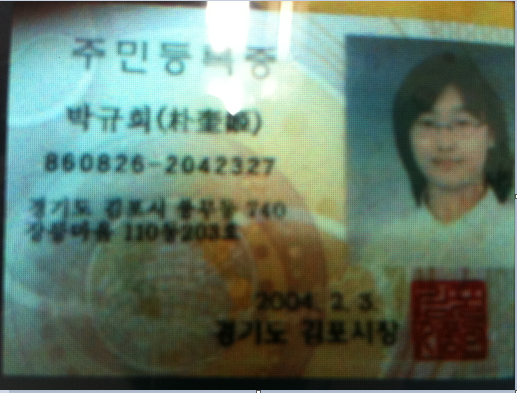 주민등록증
박규희(朴奎姬)
860826-2042327
경기도 김포시 풍무동 740
장릉마을 110동203호
2004. 2. 3.
경기도 김포시장